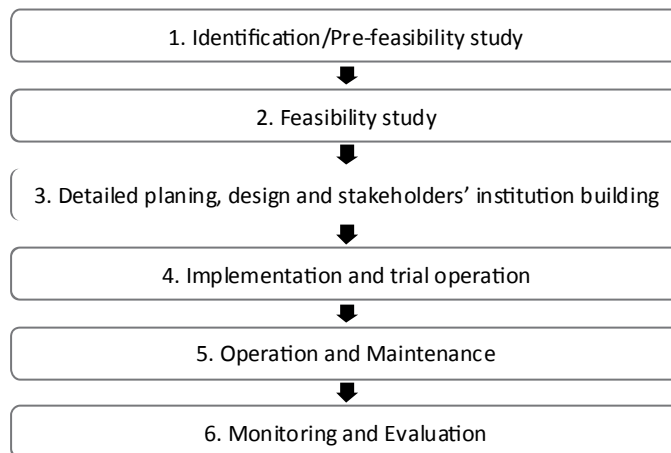 1. Identification/Pre-feasibility study
2. Feasibility study
3. Detailed planing, design and stakeholders’ institution building
4. Implementation and trial operation
5. Operation and Maintenance
6. Monitoring and Evaluation